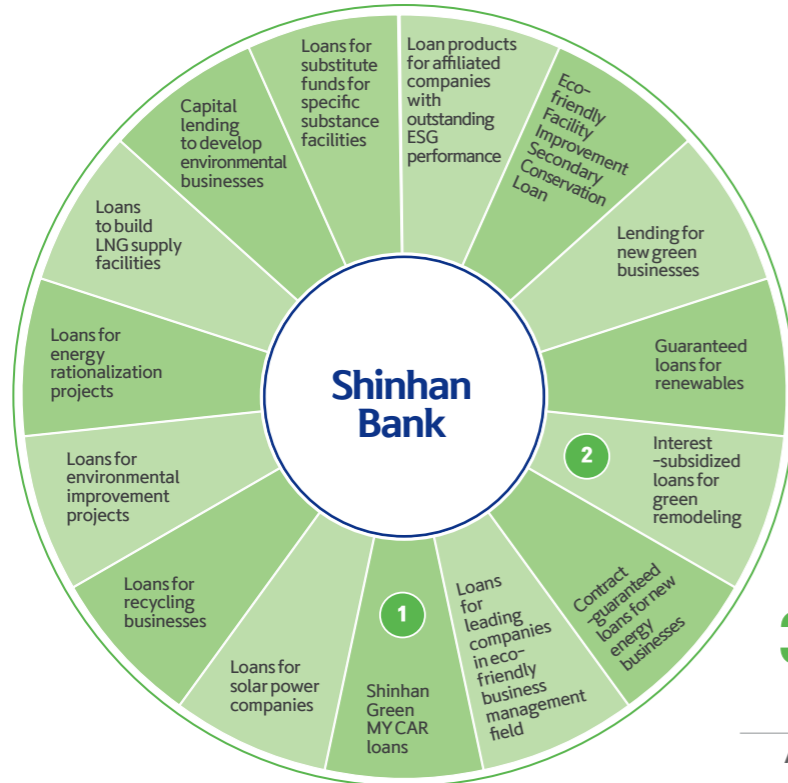 Loans for
substitute
funds for
specific
substance
facilities
Loan products
for affiliated
companies
with
outstanding
ESG
performance
Eco-
friendly
Facility
Improvement
Secondary
Conservation
Loan
Lending for
new green
businesses
Guaranteed
loans for
renewables
2
Interest
-subsidized
loans for
green
remodeling
Contract
-guaranteed
loans for new
energy
businesses
Loans
for
leading
companies
in eco-
friendly
business
management
field
1
Shinhan
Green
MY CAR
loans
Loans for
solar power
companies
Loans for
recycling
businesses
Loans for
environmental
improvement
projects
Loans for
energy
rationalization
projects
Loans
to build
LNG supply
facilities
Capital
lending
to develop
environmental
businesses
Shinhan
Bank